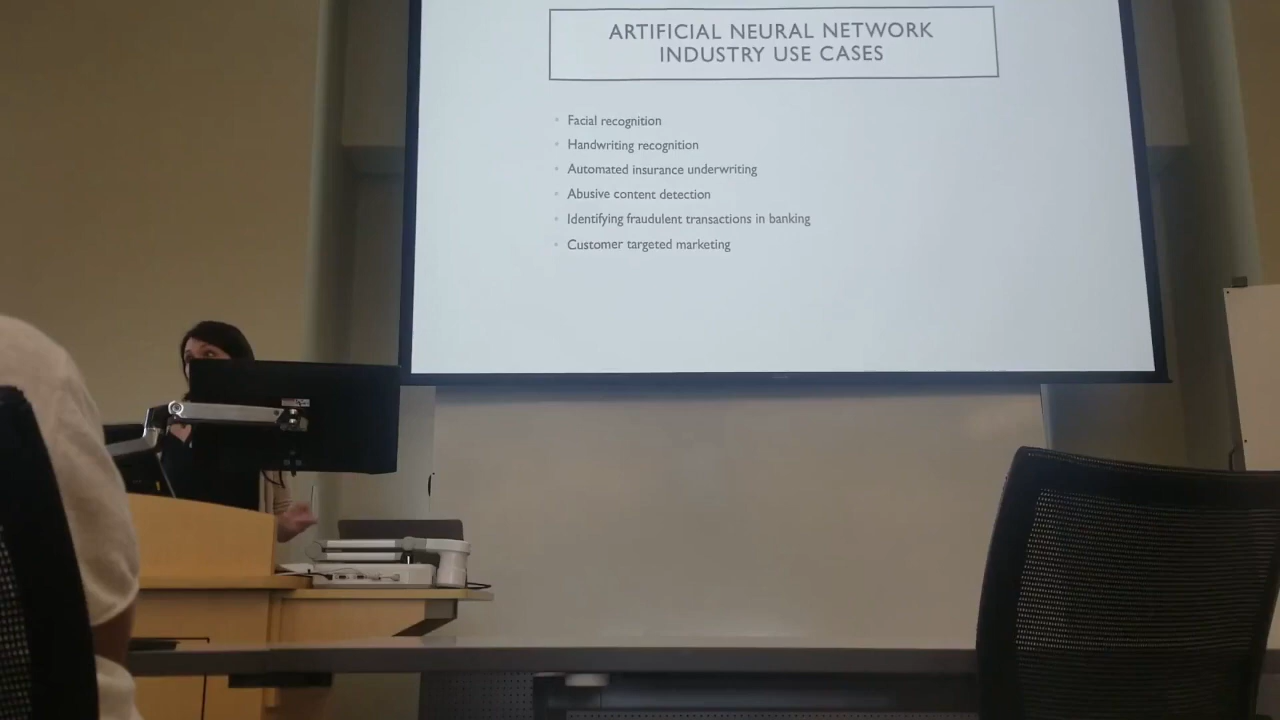 ARTIFICIAL NEURAL NETWORK
INDUSTRY USE CASES
Facial recognition
Handwriting recognition
Automated insurance underwriting
Abusive content detection
Identifying fraudulent transactions in banking
Customer targeted marketing